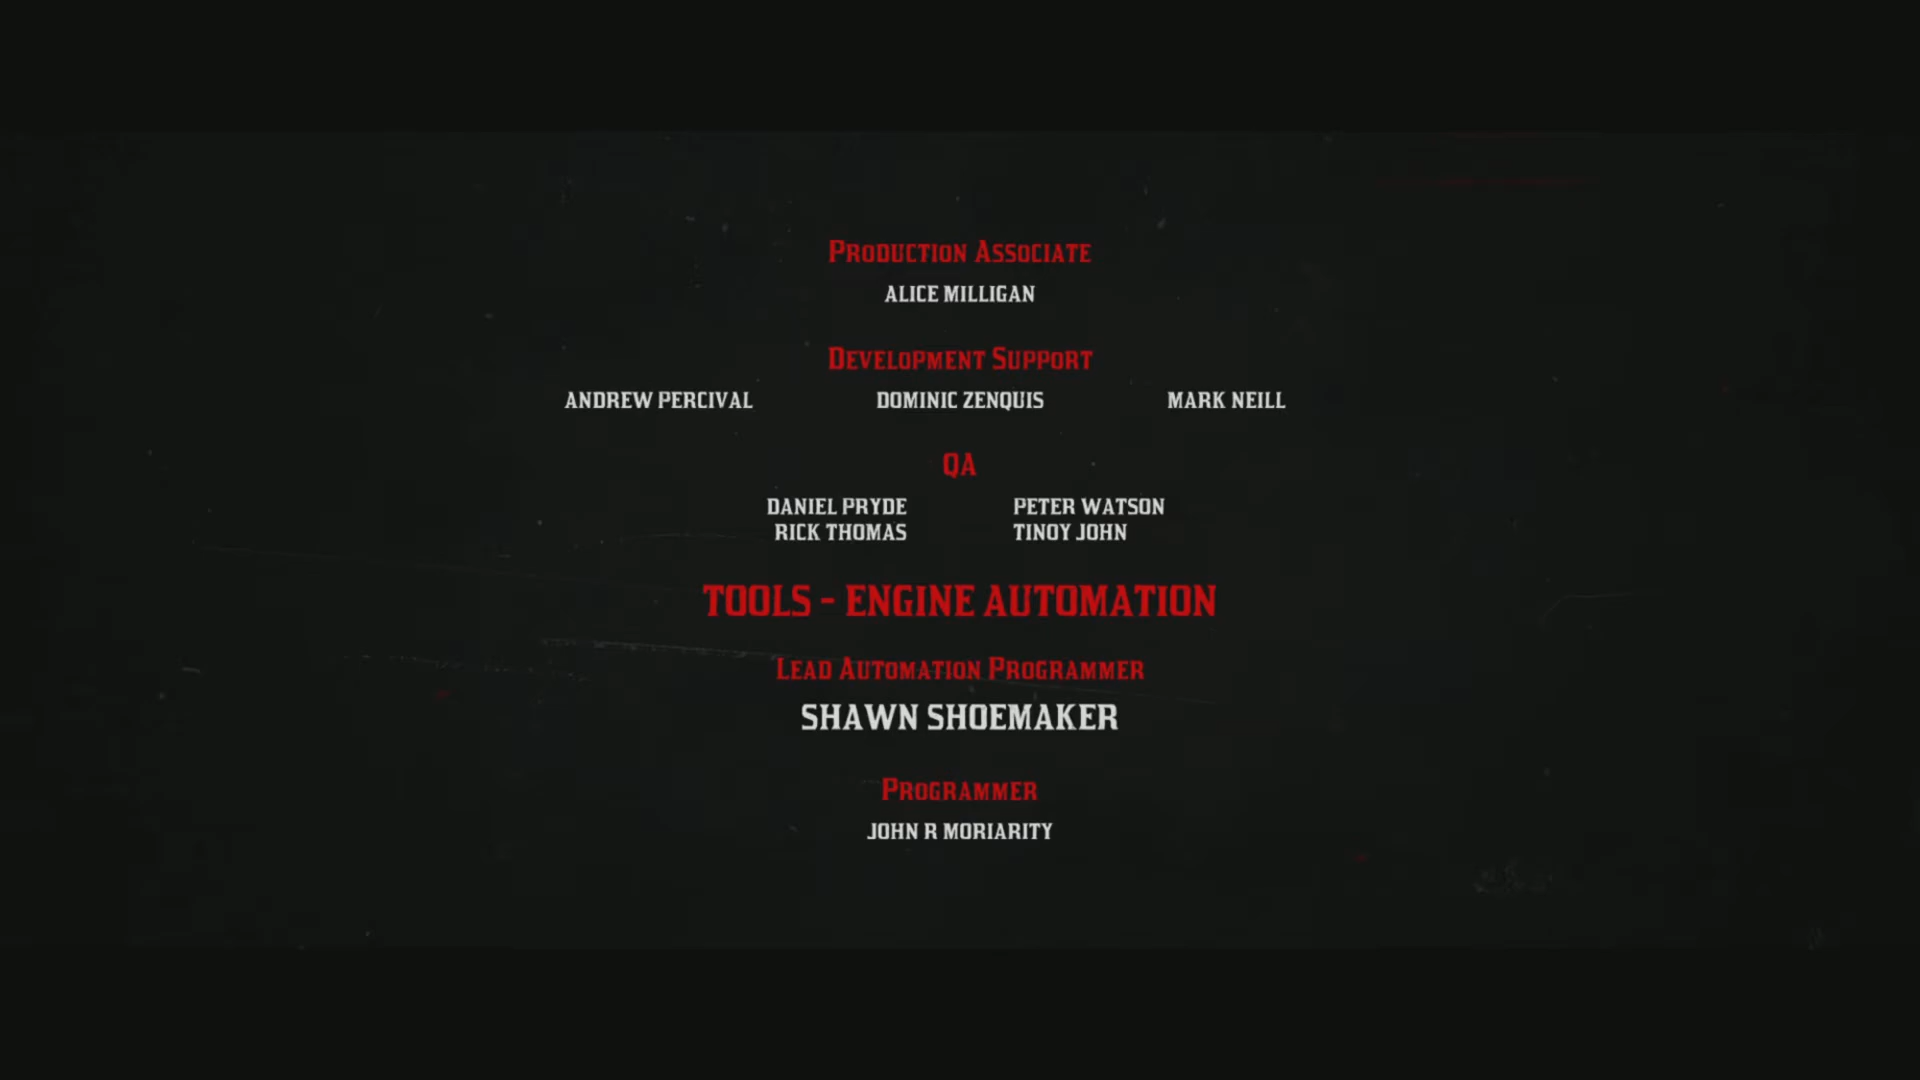 PRODUCTION ASSOCIATE
ALICE MILLIGAN
DEVELOPMENT SUPPORT
ANDREW PERCIVAL DOMINIC ZENQUIS MARK NEILL
QA
DANIEL PRYDE PETER WATSON
RICK THOMAS TINOY JOHN
TOOLS - ENGINE AUTOMATION
LEAD AUTOMATION PROGRAMMER
SHAWN SHOEMAKER
PROGRAMMER
JOHN R MORIARITY